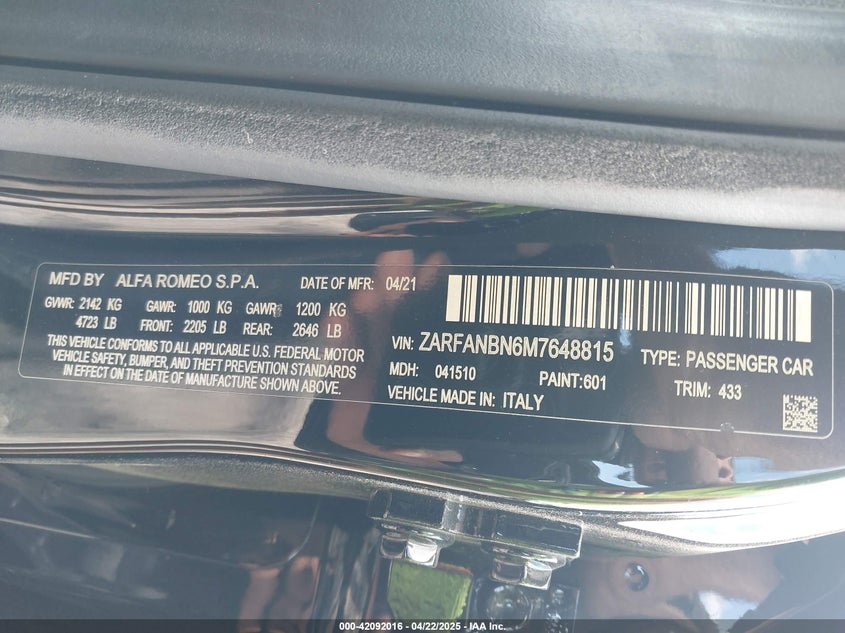 MFD BY ALFA ROMEO S.P.A. DATE OF MFR: 04/21
GVWR: 2142 KG GAWR: 1000 KG GAWR: 1200 KG
4723 LB FRONT: 2205 LB REAR: 2646 LB
THIS VEHICLE CONFORMS TO ALL APPLICABLE U.S. FEDERAL MOTOR
VEHICLE SAFETY, BUMPER, AND THEFT PREVENTION STANDARDS
IN EFFECT ON THE DATE OF MANUFACTURE SHOWN ABOVE.
VIN: ZARFANBN6M7648815 TYPE: PASSENGER CAR
MDH: 041510 PAINT:601 TRIM: 433
VEHICLE MADE IN: ITALY
000-42092016 - 04/22/2025 - IAA Inc.